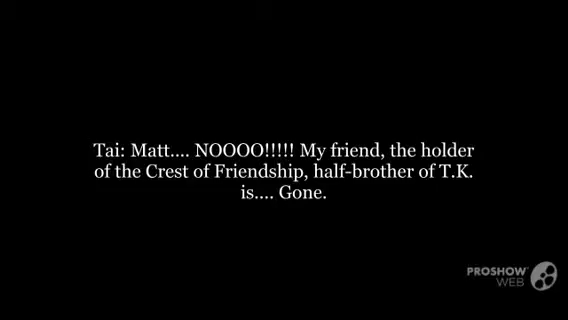 Tai: Matt.... NOOOO!!!!! My friend, the holder
of the Crest of Friendship, half-brother of T.K.
is.... Gone.
PROSHOW
WEB